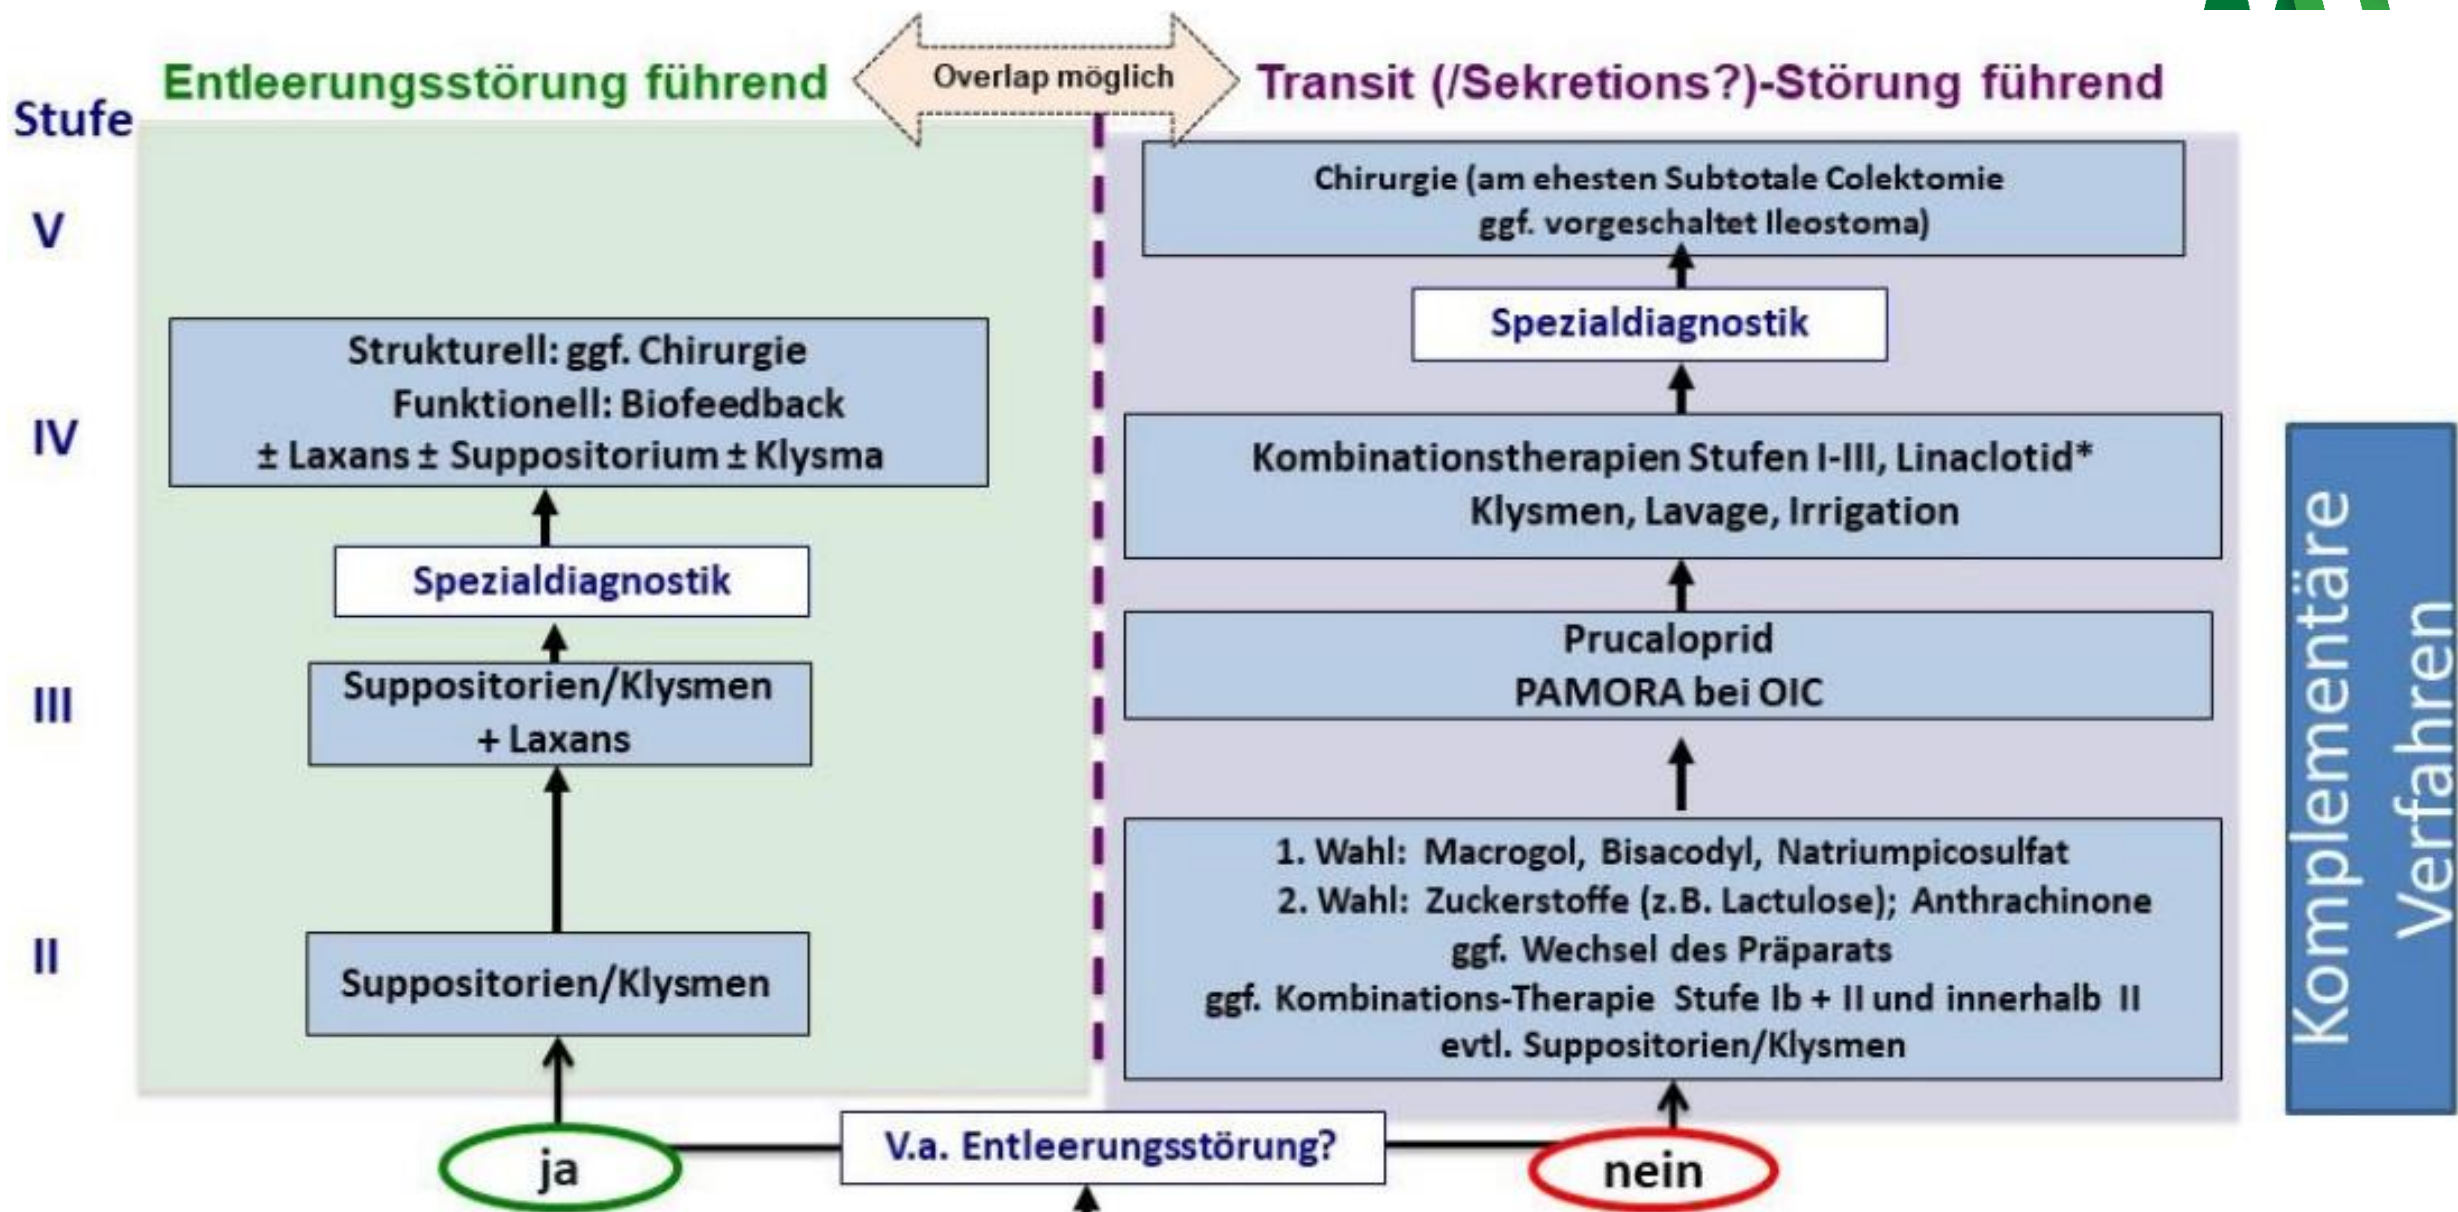 Entleerungsstörung führend
Overlap möglich
Transit (/Sekretions?)-Störung führend
Stufe
V
IV
III
II
Strukturell: ggf. Chirurgie
Funktionell: Biofeedback
± Laxans ± Suppositorium ± Klysma
Spezialdiagnostik
Suppositorien/Klysmen
+ Laxans
Suppositorien/Klysmen
Chirurgie (am ehesten Subtotale Colektomie
ggf. vorgeschaltet Ileostoma)
Spezialdiagnostik
Kombinationstherapien Stufen I-III, Linaclotid*
Klysmen, Lavage, Irrigation
Prucaloprid
PAMORA bei OIC
1. Wahl: Macrogol, Bisacodyl, Natriumpicosulfat
2. Wahl: Zuckerstoffe (z.B. Lactulose); Anthrachinone
ggf. Wechsel des Präparats
ggf. Kombinations-Therapie Stufe Ib + II und innerhalb II
evtl. Suppositorien/Klysmen
Komplementäre
Verfahren
ja
V.a. Entleerungsstörung?
nein